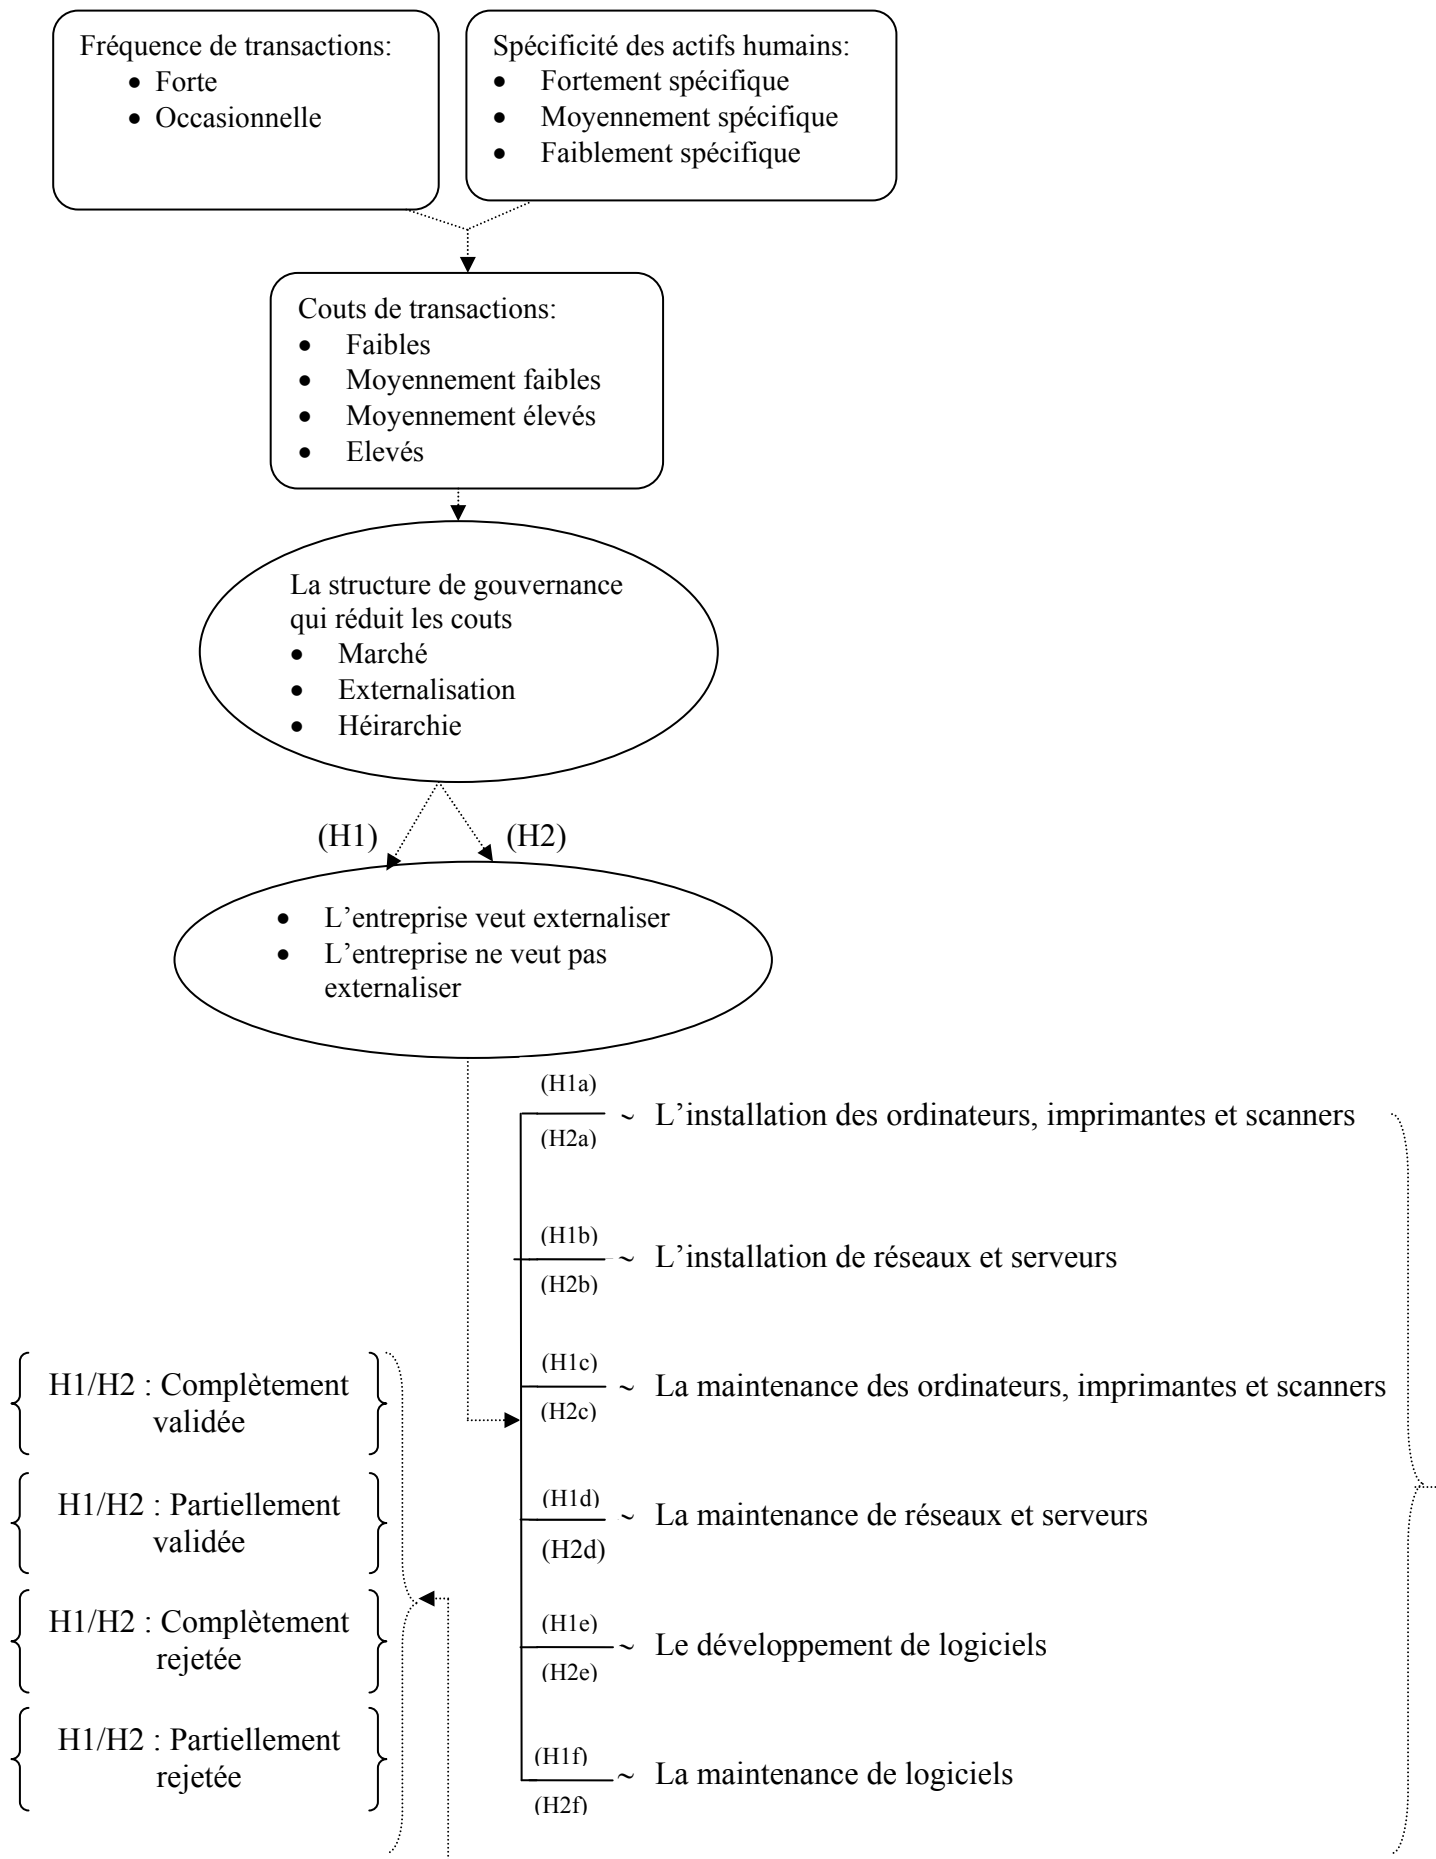 Fréquence de transactions:
• Forte
• Occasionnelle
Spécificité des actifs humains:
• Fortement spécifique
• Moyennement spécifique
• Faiblement spécifique
Couts de transactions:
• Faibles
• Moyennement faibles
• Moyennement élevés
• Elevés
La structure de gouvernance
qui réduit les couts
• Marché
• Externalisation
• Héirarchie
(H1)
(H2)
• L’entreprise veut externaliser
• L’entreprise ne veut pas
externaliser
(H1a)
(H2a)
~ L’installation des ordinateurs, imprimantes et scanners
(H1b)
(H2b)
~ L’installation de réseaux et serveurs
(H1c)
(H2c)
~ La maintenance des ordinateurs, imprimantes et scanners
(H1d)
(H2d)
~ La maintenance de réseaux et serveurs
(H1e)
(H2e)
~ Le développement de logiciels
(H1f)
(H2f)
~ La maintenance de logiciels
H1/H2 : Complètement
validée
H1/H2 : Partiellement
validée
H1/H2 : Complètement
rejetée
H1/H2 : Partiellement
rejetée